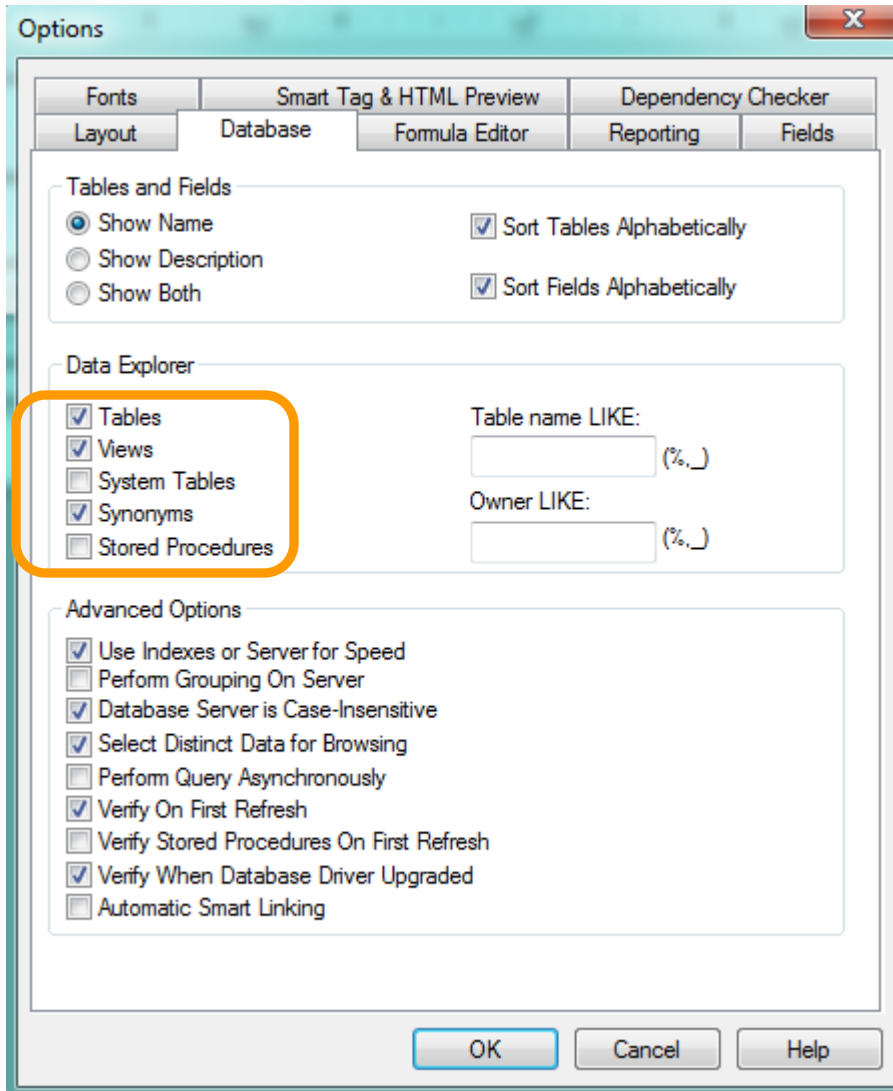 Options
Fonts
Smart Tag & HTML Preview
Dependency Checker
Layout
Database
Formula Editor
Reporting
Fields
Tables and Fields
Show Name
Show Description
Show Both
Sort Tables Alphabetically
Sort Fields Alphabetically
Data Explorer
Tables
Views
System Tables
Synonyms
Stored Procedures
Table name LIKE:
(%,_)
Owner LIKE:
(%,_)
Advanced Options
Use Indexes or Server for Speed
Perform Grouping On Server
Database Server is Case-Insensitive
Select Distinct Data for Browsing
Perform Query Asynchronously
Verify On First Refresh
Verify Stored Procedures On First Refresh
Verify When Database Driver Upgraded
Automatic Smart Linking
OK
Cancel
Help